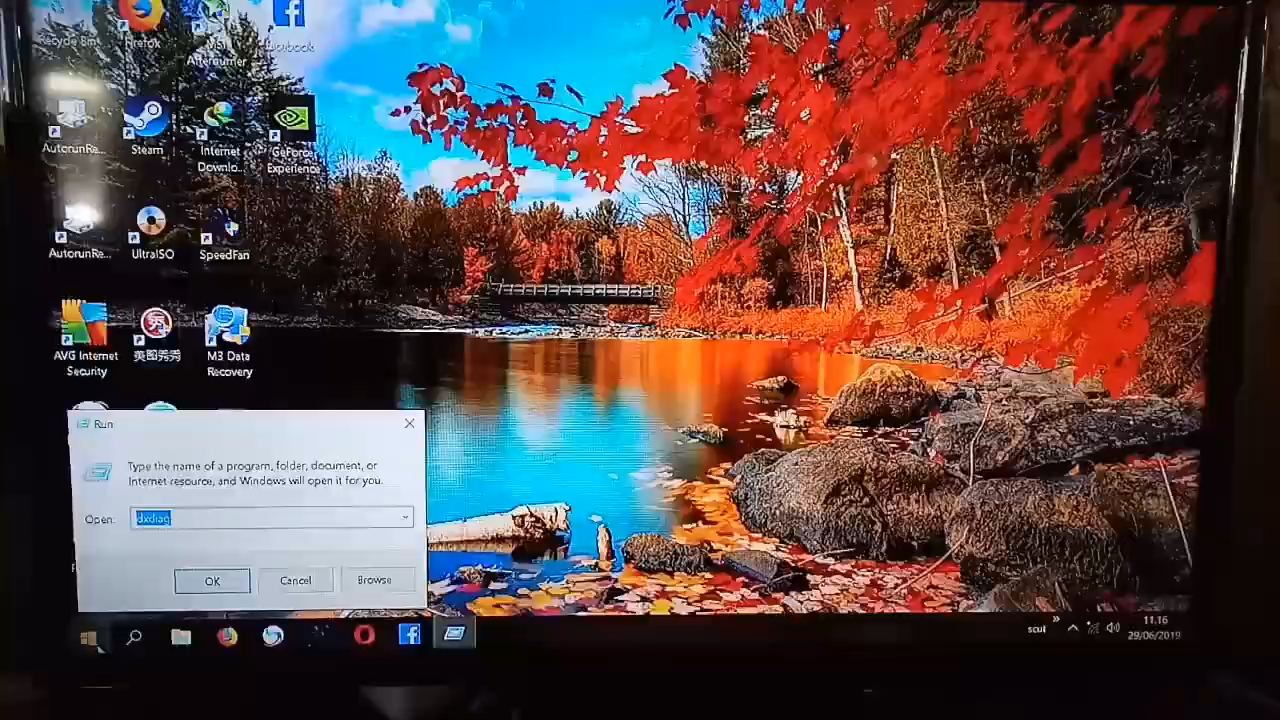 Recycle Bin
Firefox
MSI
Afterburner
facebook
AutorunRe...
Steam
Internet
Downlo...
GeForce
Experience
AutorunRe...
UltraISO
SpeedFan
AVG Internet
Security
美图秀秀
M3 Data
Recovery
Run
Type the name of a program, folder, document, or
Internet resource, and Windows will open it for you.
Open:
dxdiag
OK
Cancel
Browse
scut
11.16
29/06/2019